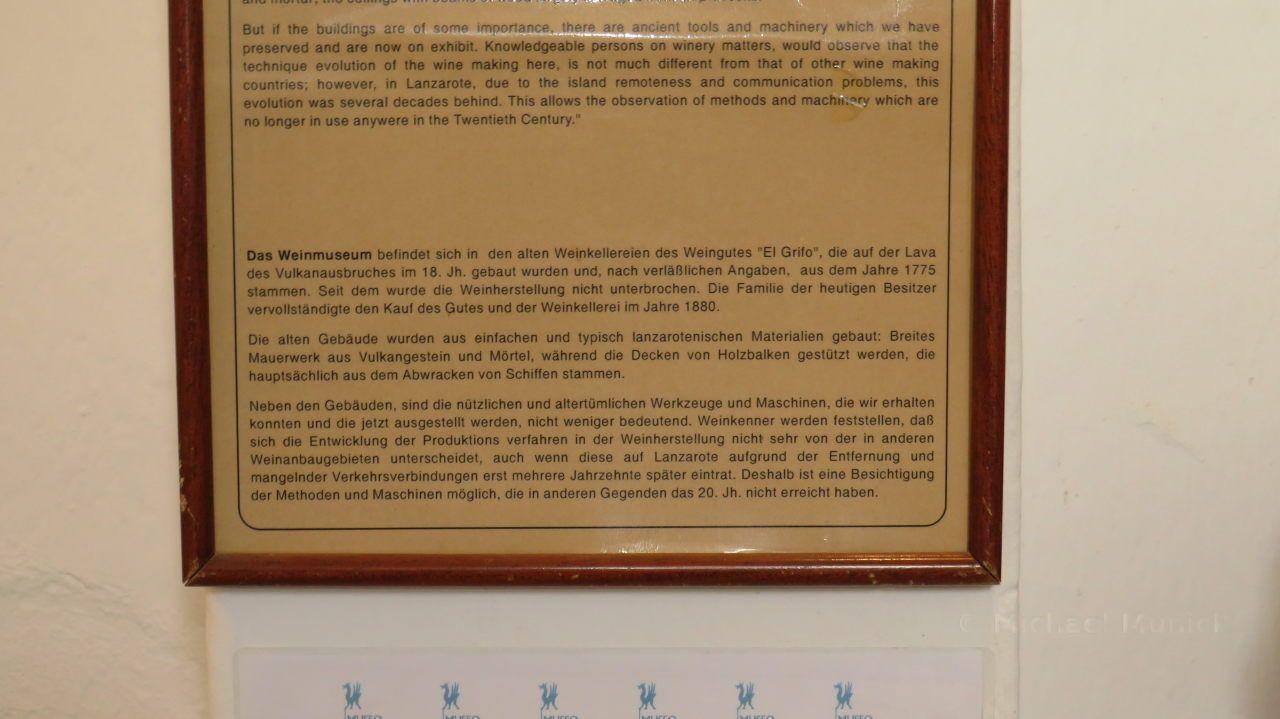 But if the buildings are of some importance, there are ancient tools and machinery which we have
preserved and are now on exhibit. Knowledgeable persons on winery matters, would observe that the
technique evolution of the wine making here, is not much different from that of other wine making
countries; however, in Lanzarote, due to the island remoteness and communication problems, this
evolution was several decades behind. This allows the observation of methods and machinery which are
no longer in use anywere in the Twentieth Century."
Das Weinmuseum befindet sich in den alten Weinkellereien des Weingutes "El Grifo", die auf der Lava
des Vulkanausbruches im 18. Jh. gebaut wurden und, nach verläßlichen Angaben, aus dem Jahre 1775
stammen. Seit dem wurde die Weinherstellung nicht unterbrochen. Die Familie der heutigen Besitzer
vervollständigte den Kauf des Gutes und der Weinkellerei im Jahre 1880.
Die alten Gebäude wurden aus einfachen und typisch lanzarotenischen Materialien gebaut: Breites
Mauerwerk aus Vulkangestein und Mörtel, während die Decken von Holzbalken gestützt werden, die
hauptsächlich aus dem Abwracken von Schiffen stammen.
Neben den Gebäuden, sind die nützlichen und altertümlichen Werkzeuge und Maschinen, die wir erhalten
konnten und die jetzt ausgestellt werden, nicht weniger bedeutend. Weinkenner werden feststellen, daß
sich die Entwicklung der Produktions verfahren in der Weinherstellung nicht sehr von der in anderen
Weinanbaugebieten unterscheidet, auch wenn diese auf Lanzarote aufgrund der Entfernung und
mangelnder Verkehrsverbindungen erst mehrere Jahrzehnte später eintrat. Deshalb ist eine Besichtigung
der Methoden und Maschinen möglich, die in anderen Gegenden das 20. Jh. nicht erreicht haben.
© Michael Munich
MUSEO MUSEO MUSEO MUSEO MUSEO MUSEO